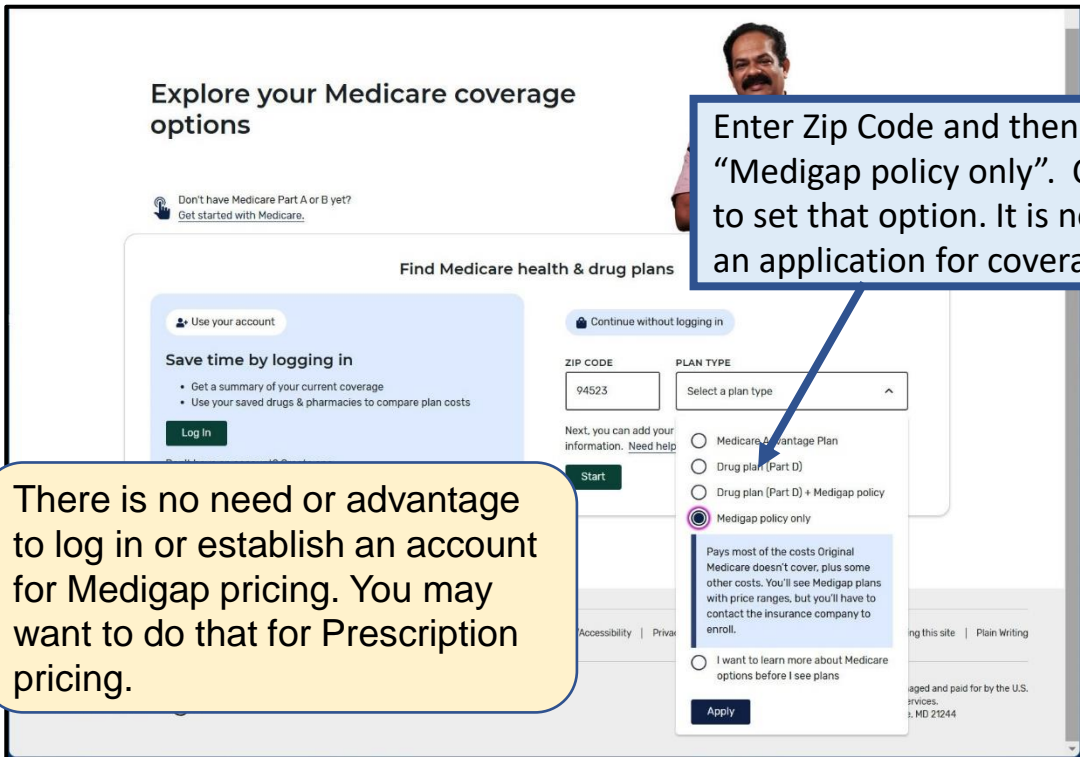 Explore your Medicare coverage
options
Don't have Medicare Part A or B yet?
Get started with Medicare.
Enter Zip Code and then
“Medigap policy only”.
to set that option. It is
an application for
Find Medicare health & drug plans
Use your account
Save time by logging in
• Get a summary of your current coverage
• Use your saved drugs & pharmacies to compare plan costs
Log In
Continue without logging in
ZIP CODE
94523
PLAN TYPE
Select a plan type
Next, you can add your
information. Need help
Start
Medicare Advantage Plan
Drug plan (Part D)
Drug plan (Part D) + Medigap policy
Medigap policy only
Pays most of the costs Original
Medicare doesn't cover, plus some
other costs. You'll see Medigap plans
with price ranges, but you'll have to
contact the insurance company to
enroll.
I want to learn more about Medicare
options before I see plans
Apply
There is no need or advantage
to log in or establish an account
for Medigap pricing. You may
want to do that for Prescription
pricing.
/Accessibility |
this site | Plain Writing
and paid for by the U.S.
MD 21244